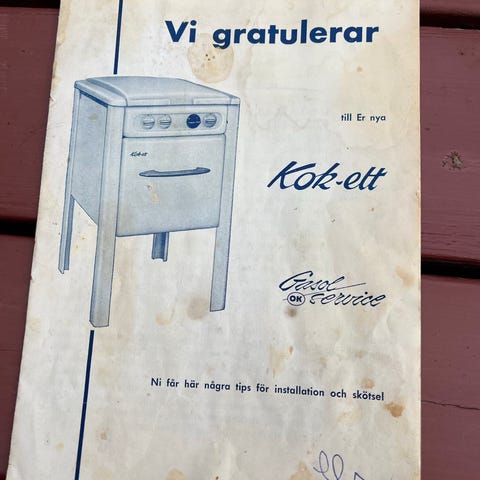 Vi gratulerar
till Er nya
Kok-ett
Kok-ett
Gasol
OK service
Ni får här några tips för installation och skötsel